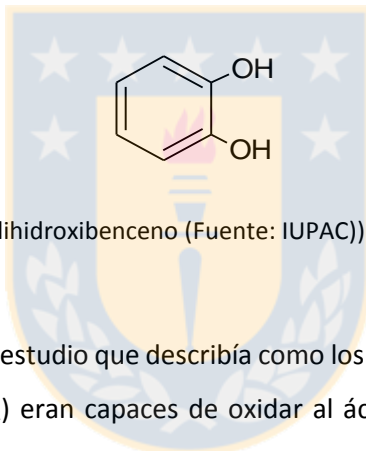 OH
OH
dihidroxibenceno (Fuente: IUPAC))
estudio que describía como los
) eran capaces de oxidar al ác